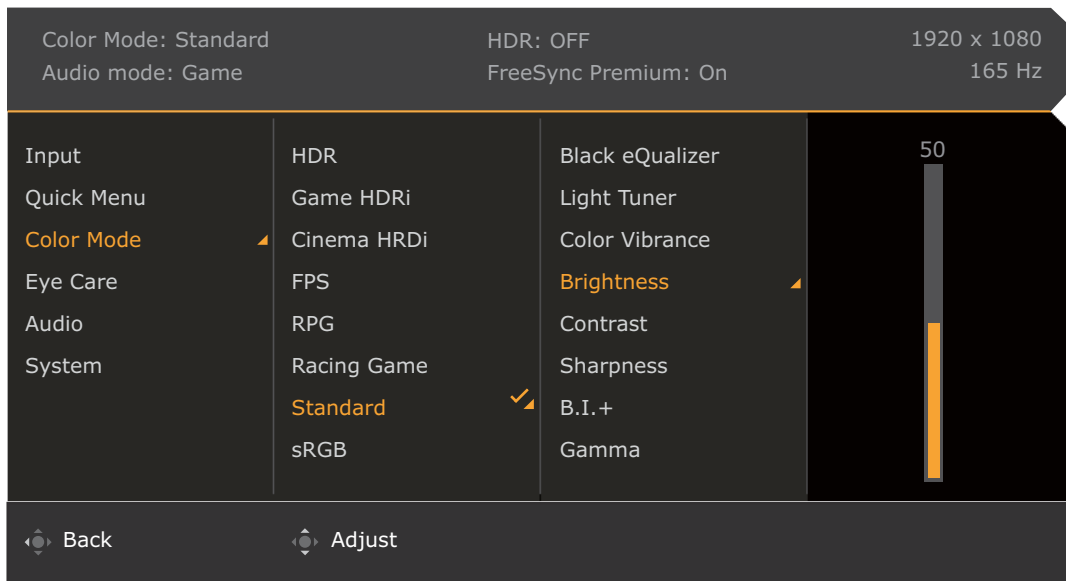 Color Mode: Standard
HDR: OFF
1920 x 1080
Audio mode: Game
FreeSync Premium: On
165 Hz
Input
Quick Menu
Color Mode
Eye Care
Audio
System
HDR
Game HDRi
Cinema HRDi
FPS
RPG
Racing Game
Standard
sRGB
Black eQualizer
Light Tuner
Color Vibrance
Brightness
Contrast
Sharpness
B.I.+
Gamma
50
Back
Adjust